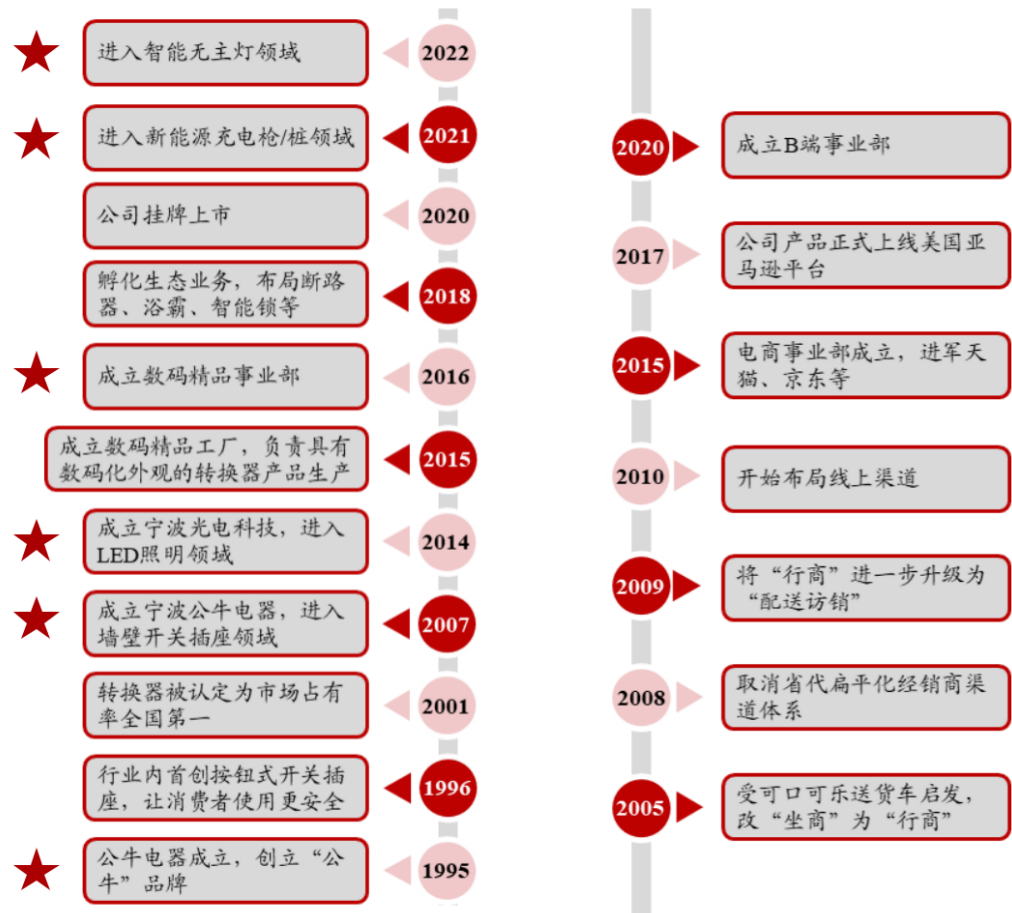 进入智能无主灯领域
2022
进入新能源充电枪/桩领域
2021
公司挂牌上市
2020
孵化生态业务，布局断路
器、浴霸、智能锁等
2018
成立数码精品事业部
2016
成立数码精品工厂，负责具有
数码化外观的转换器产品生产
2015
成立宁波光电科技，进入
LED照明领域
2014
成立宁波公牛电器，进入
墙壁开关插座领域
2007
转换器被认定为市场占有
率全国第一
2001
行业内首创按钮式开关插
座，让消费者使用更安全
1996
公牛电器成立，创立“公
牛”品牌
1995
2020
成立B端事业部
2017
公司产品正式上线美国亚
马逊平台
2015
电商事业部成立，进军天
猫、京东等
2010
开始布局线上渠道
2009
将“行商”进一步升级为
“配送访销”
2008
取消省代扁平化经销商渠
道体系
2005
受可口可乐送货车启发，
改“坐商”为“行商”